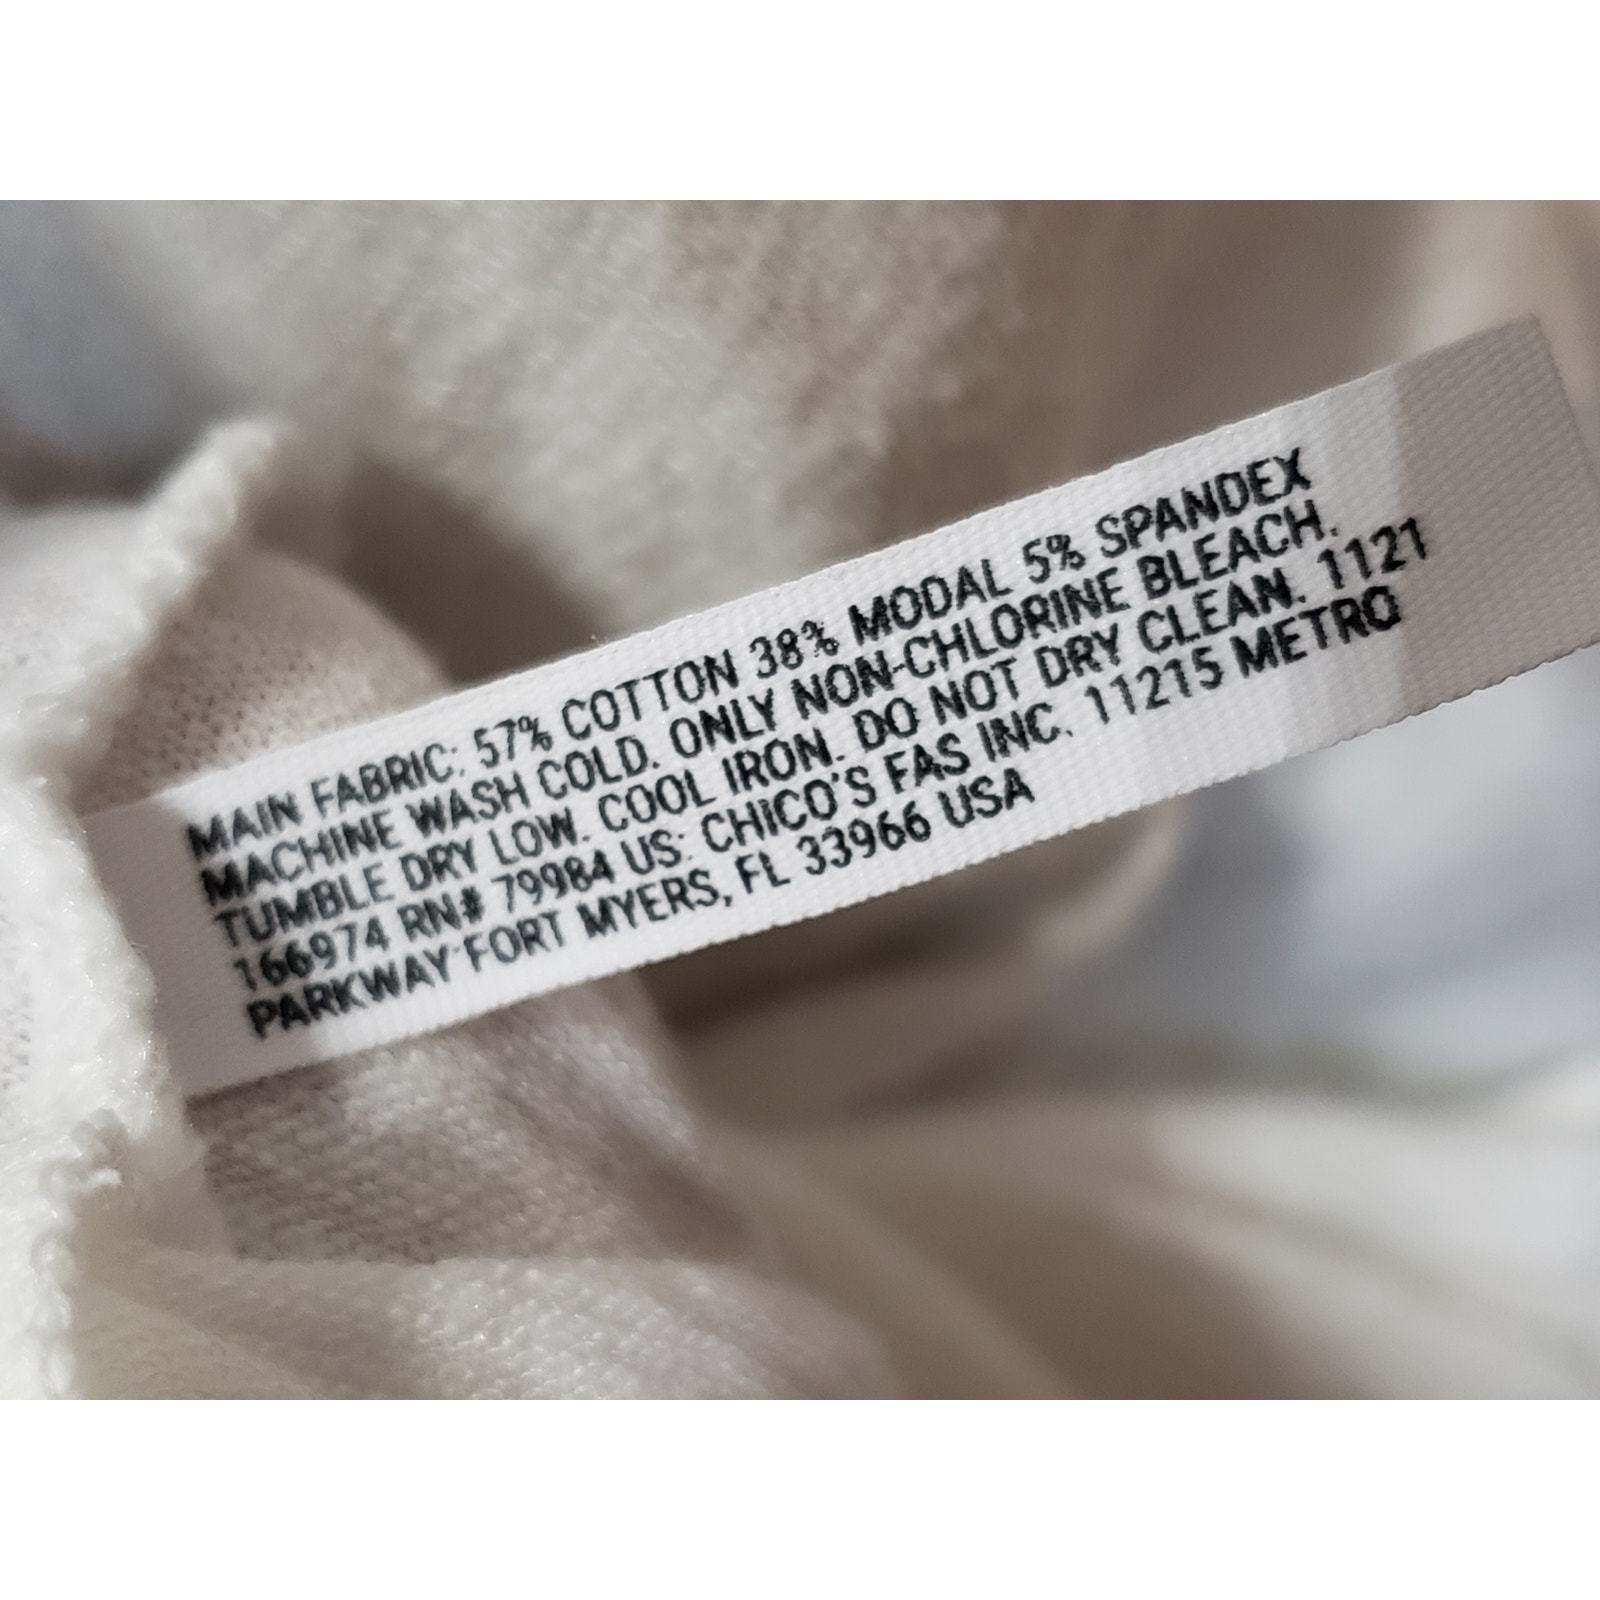 MAIN FABRIC: 57% COTTON 38% MODAL 5% SPANDEX
MACHINE WASH COLD. ONLY NON-CHLORINE BLEACH.
TUMBLE DRY LOW. COOL IRON. DO NOT DRY CLEAN. 1121
166974 RN# 79984 US: CHICO'S FAS INC. 11215 METRO
PARKWAY FORT MYERS, FL 33966 USA